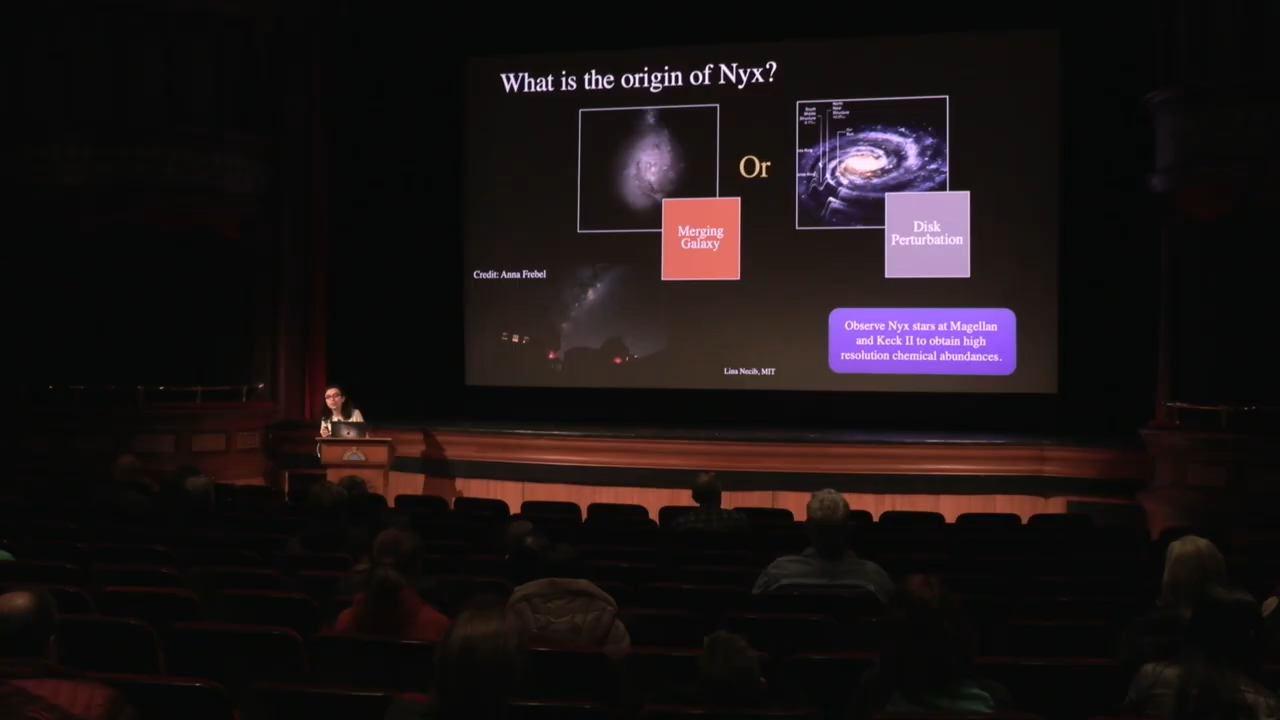 What is the origin of Nyx?
Or
Merging
Galaxy
Disk
Perturbation
Credit: Anna Frebel
Observe Nyx stars at Magellan
and Keck II to obtain high
resolution chemical abundances.
Lina Necib, MIT